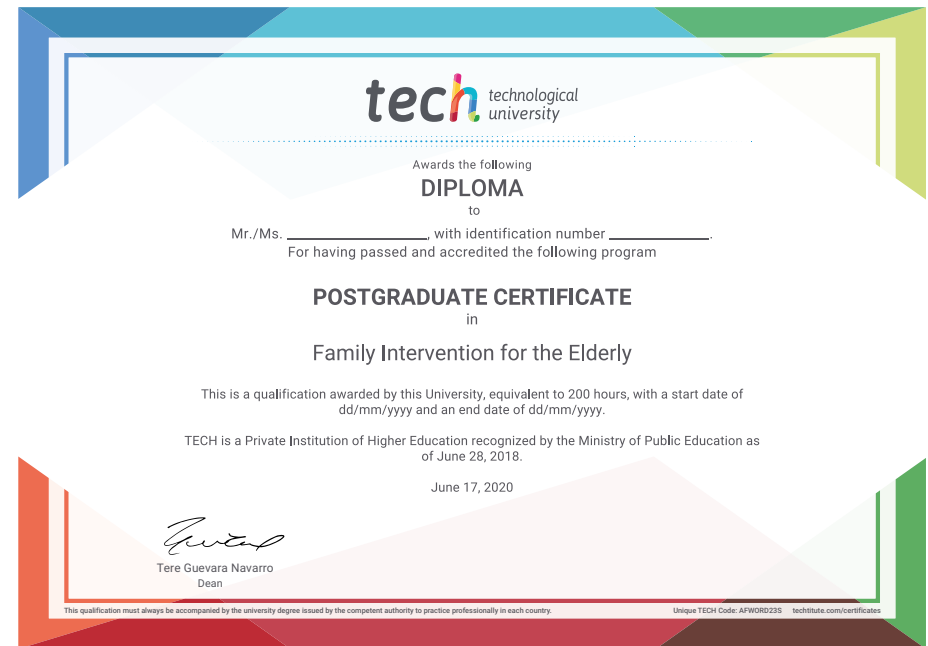 tech technological
university
Awards the following
DIPLOMA
to
Mr./Ms. ____________________, with identification number ______________.
For having passed and accredited the following program
POSTGRADUATE CERTIFICATE
in
Family Intervention for the Elderly
This is a qualification awarded by this University, equivalent to 200 hours, with a start date of
dd/mm/yyyy and an end date of dd/mm/yyyy.
TECH is a Private Institution of Higher Education recognized by the Ministry of Public Education as
of June 28, 2018.
June 17, 2020
Tere Guevara Navarro
Dean
This qualification must always be accompanied by the university degree issued by the competent authority to practice professionally in each country. Unique TECH Code: AFWORD23S techtitute.com/certificates